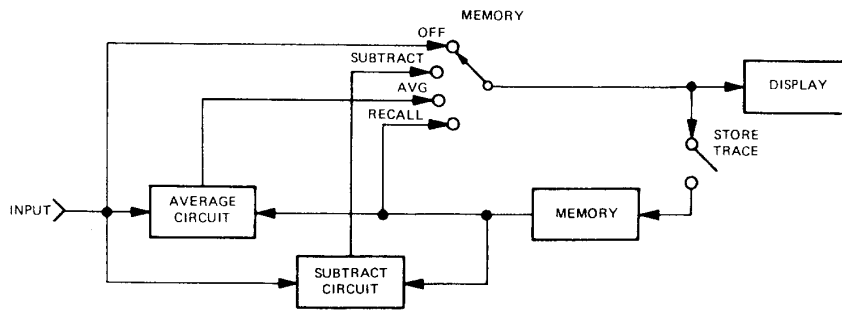 MEMORY
OFF
SUBTRACT
AVG
RECALL
DISPLAY
STORE
TRACE
INPUT
AVERAGE
CIRCUIT
MEMORY
SUBTRACT
CIRCUIT